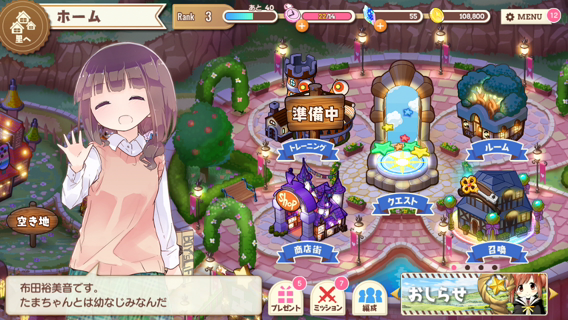 ホーム
里へ
Rank 3
あと 40
22/14
55
108,800
MENU
12
準備中
トレーニング
ルーム
クエスト
SHOP
商店街
召喚
空き地
布田裕美音です。
たまちゃんとは幼なじみなんだ
5
プレゼント
7
ミッション
編成
おしらせ